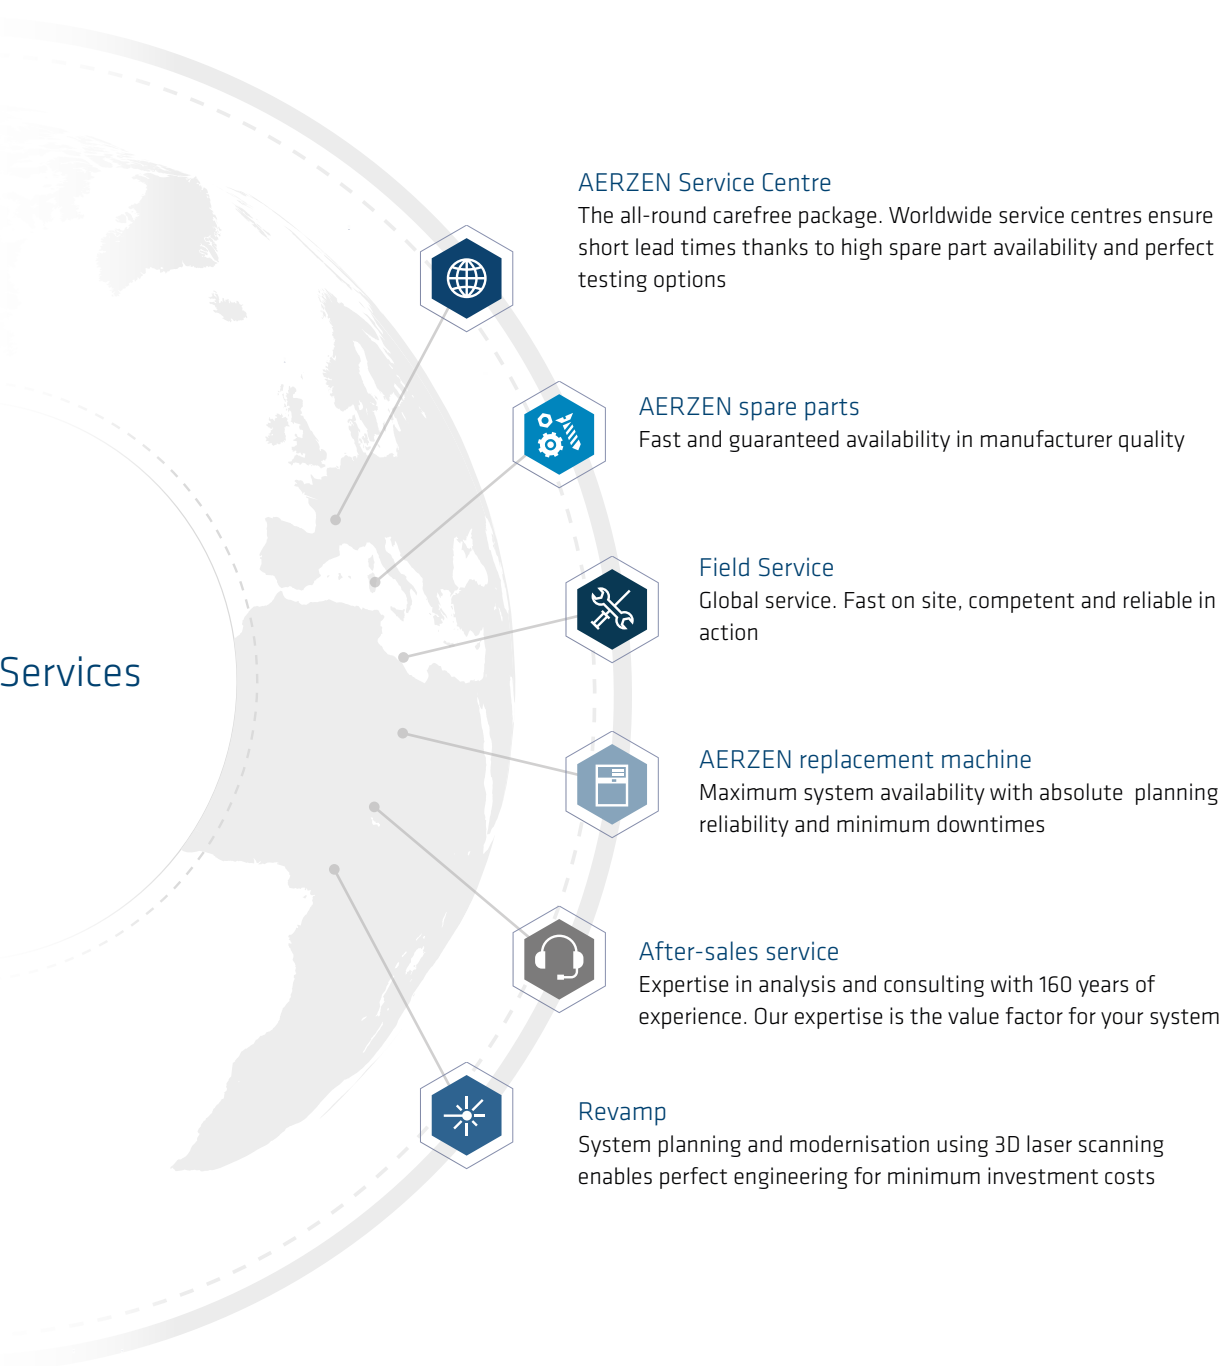 AERZEN Service Centre
The all-round carefree package. Worldwide service centres ensure
short lead times thanks to high spare part availability and perfect
testing options
AERZEN spare parts
Fast and guaranteed availability in manufacturer quality
Field Service
Global service. Fast on site, competent and reliable in
action
Services
AERZEN replacement machine
Maximum system availability with absolute planning
reliability and minimum downtimes
After-sales service
Expertise in analysis and consulting with 160 years of
experience. Our expertise is the value factor for your system
Revamp
System planning and modernisation using 3D laser scanning
enables perfect engineering for minimum investment costs